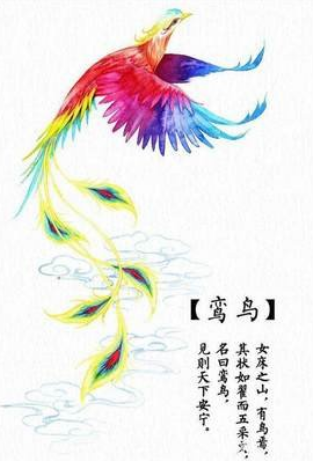 【鸾鸟】
女床之山，有鸟焉，
其状如翟而五采文，
名曰鸾鸟，
见则天下安宁。